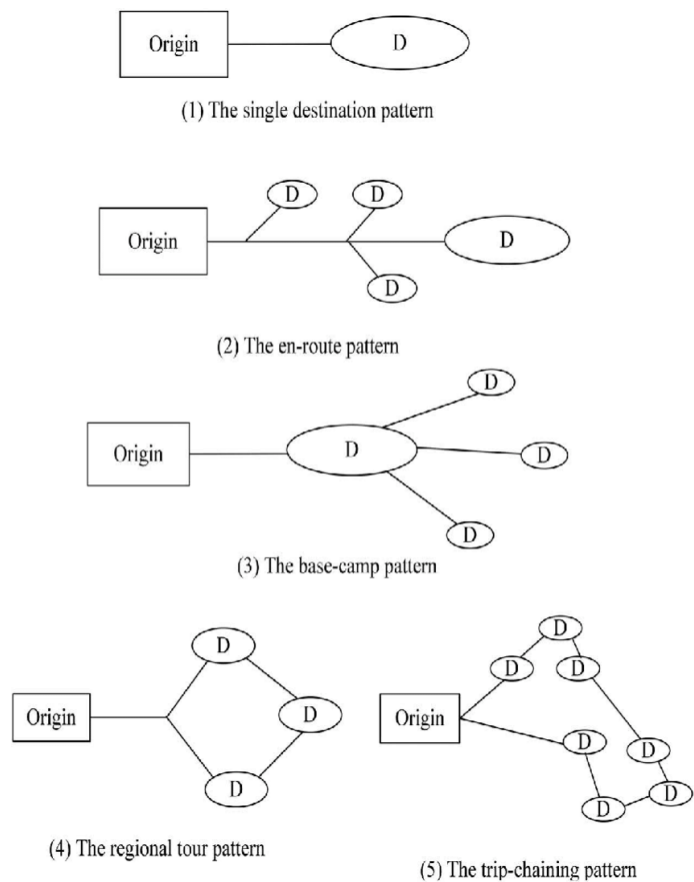 Origin
D
(1) The single destination pattern
D
D
Origin
D
D
(2) The en-route pattern
D
Origin
D
D
D
(3) The base-camp pattern
D
Origin
D
D
(4) The regional tour pattern
D
D
D
Origin
D
D
D
D
(5) The trip-chaining pattern